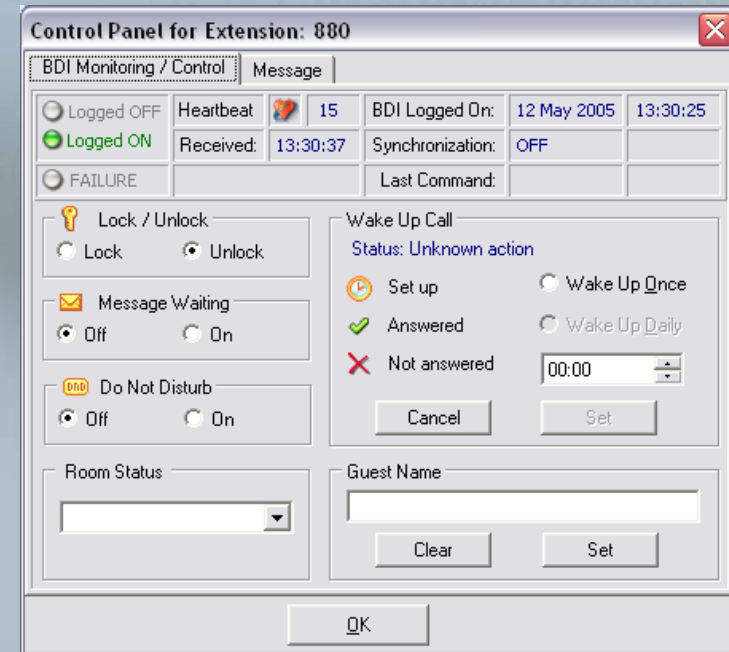 Control Panel for Extension: 880
BDI Monitoring / Control Message
Logged OFF Heartbeat 15 BDI Logged On: 12 May 2005 13:30:25
Logged ON Received: 13:30:37 Synchronization: OFF
FAILURE Last Command:
Lock / Unlock
Lock Unlock
Message Waiting
Off On
DND Do Not Disturb
Off On
Wake Up Call
Status: Unknown action
Set up Wake Up Once
Answered Wake Up Daily
Not answered 00:00
Cancel Set
Room Status
Guest Name
Clear Set
OK